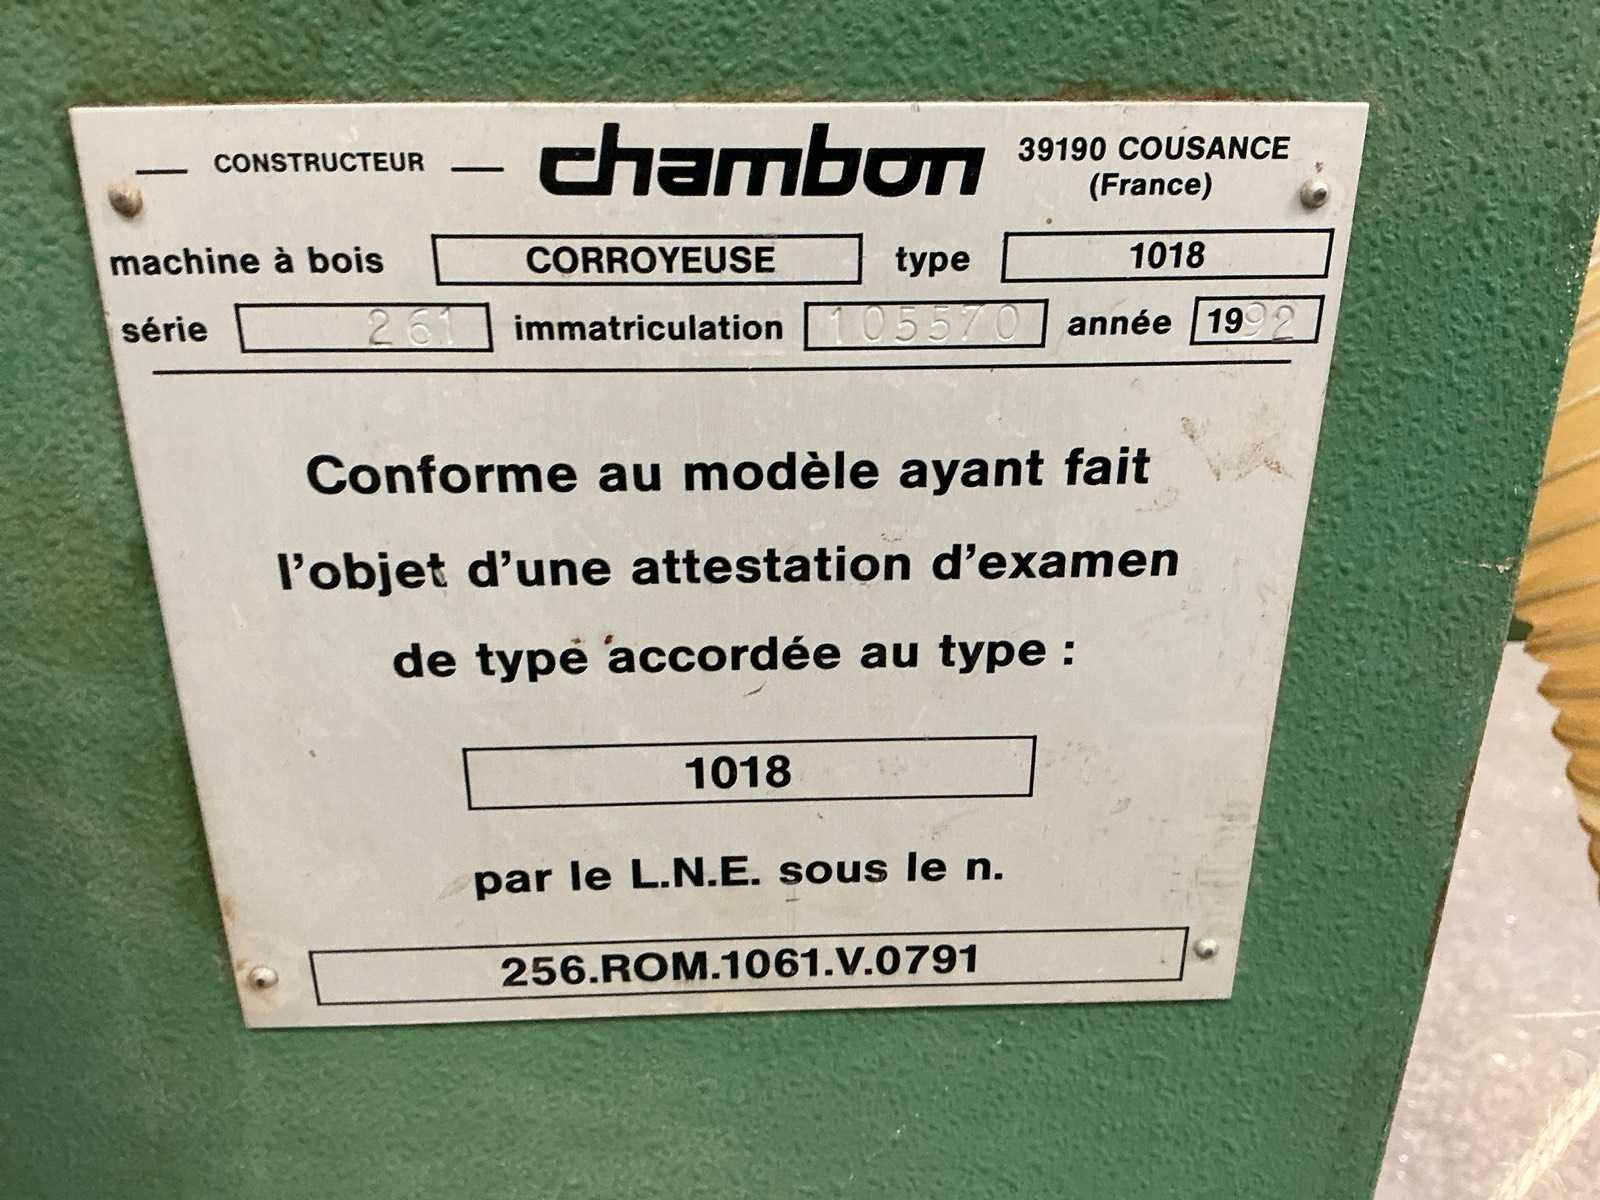 CONSTRUCTEUR chambon 39190 COUSANCE
(France)
machine à bois CORROYEUSE type 1018
série 261 immatriculation 105570 année 1992
Conforme au modèle ayant fait
l'objet d'une attestation d'examen
de type accordée au type :
1018
par le L.N.E. sous le n.
256.ROM.1061.V.0791